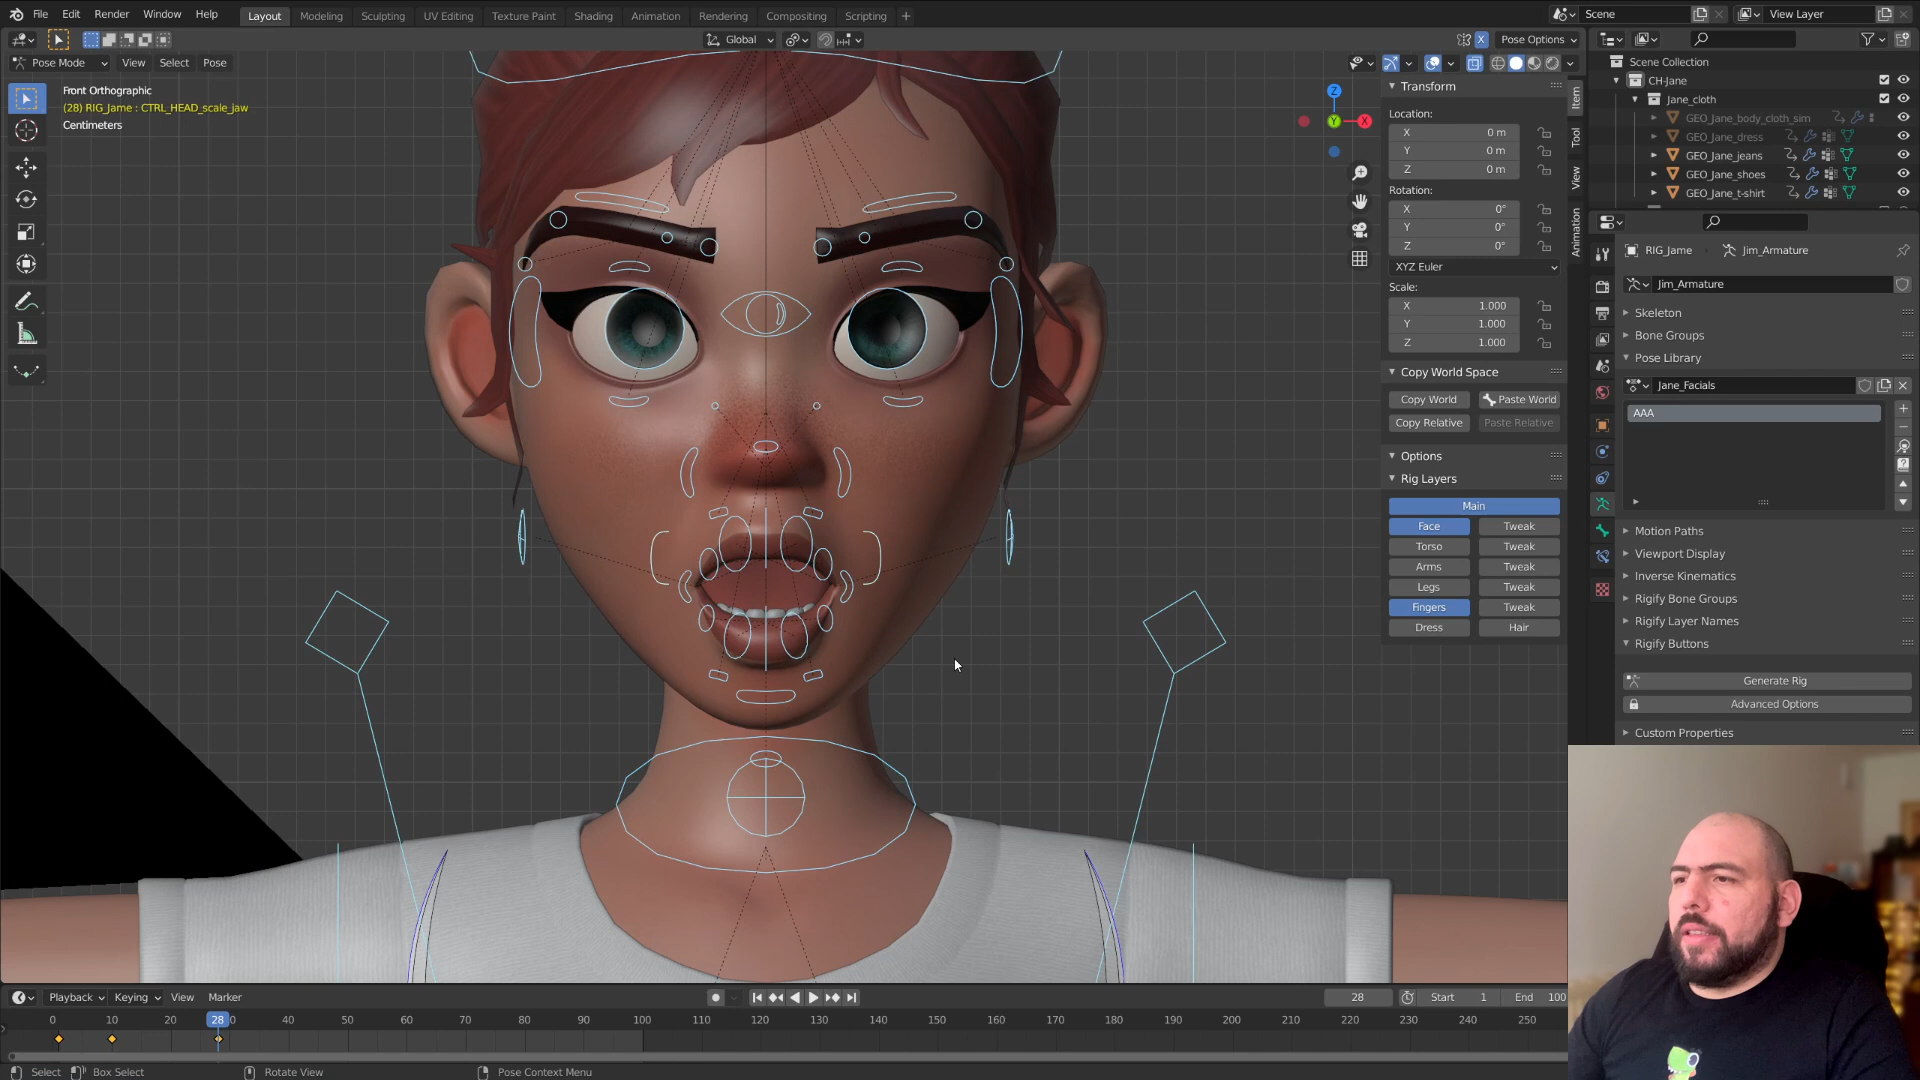 File Edit Render Window Help Layout Modeling Sculpting UV Editing Texture Paint Shading Animation Rendering Compositing Scripting + Scene View Layer
Global X Pose Options
Pose Mode View Select Pose
Front Orthographic
(28) RIG_Jame : CTRL_HEAD_scale_jaw
Centimeters
Z
Y
X
Transform
Location:
X 0 m
Y 0 m
Z 0 m
Rotation:
X 0°
Y 0°
Z 0°
XYZ Euler
Scale:
X 1.000
Y 1.000
Z 1.000
Copy World Space
Copy World Paste World
Copy Relative Paste Relative
Options
Rig Layers
Main
Face Tweak
Torso Tweak
Arms Tweak
Legs Tweak
Fingers Tweak
Dress Hair
Item
Tool
View
Animation
Scene Collection
CH-Jane
Jane_cloth
GEO_Jane_body_cloth_sim
GEO_Jane_dress
GEO_Jane_jeans
GEO_Jane_shoes
GEO_Jane_t-shirt
RIG_Jame Jim_Armature
Jim_Armature
Skeleton
Bone Groups
Pose Library
Jane_Facials
AAA
Motion Paths
Viewport Display
Inverse Kinematics
Rigify Bone Groups
Rigify Layer Names
Rigify Buttons
Generate Rig
Advanced Options
Custom Properties
Playback Keying View Marker 28 Start 1 End 100
0 10 20 28 0 40 50 60 70 80 90 100 110 120 130 140 150 160 170 180 190 200 210 220 230 240 250
Select Box Select Rotate View Pose Context Menu